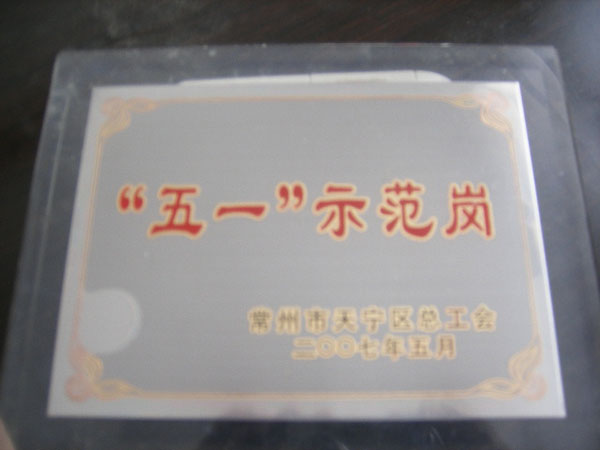 “五一”示范岗
常州市天宁区总工会
二〇〇七年五月